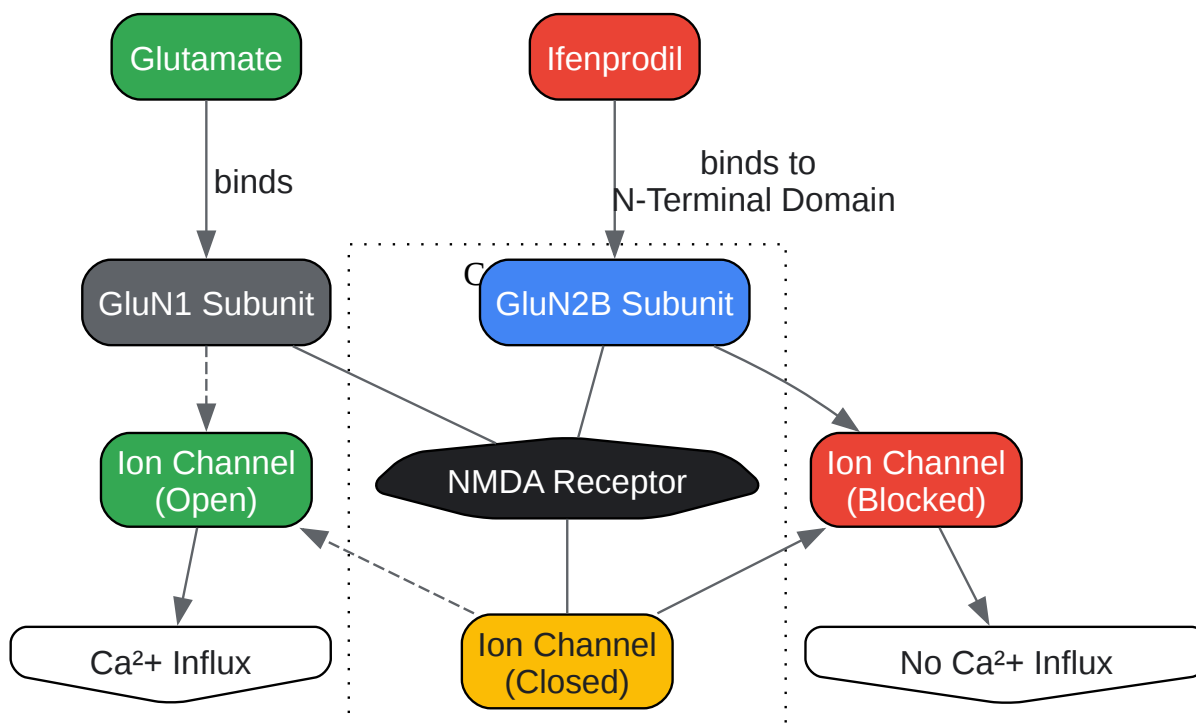 Glutamate
Ifenprodil
binds
binds to
N-Terminal Domain
C
GluN1 Subunit
GluN2B Subunit
Ion Channel
(Open)
NMDA Receptor
Ion Channel
(Blocked)
Ca²+ Influx
Ion Channel
(Closed)
No Ca²+ Influx